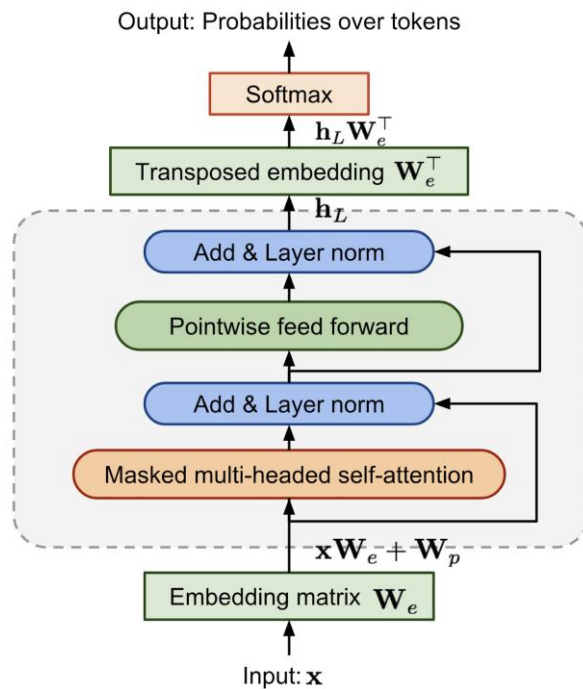 Output: Probabilities over tokens
Softmax
𝐡_L 𝐖_e^⊤
Transposed embedding 𝐖_e^⊤
𝐡_L
Add & Layer norm
Pointwise feed forward
Add & Layer norm
Masked multi-headed self-attention
𝐱𝐖_e + 𝐖_p
Embedding matrix 𝐖_e
Input: 𝐱